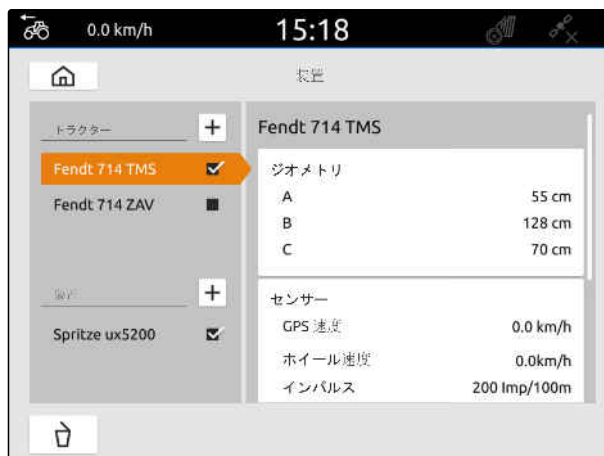 0.0 km/h
15:18
装置
トラクター
Fendt 714 TMS
Fendt 714 ZAV
装置
Spritze ux5200
Fendt 714 TMS
ジオメトリ
A 55 cm
B 128 cm
C 70 cm
センサー
GPS 速度 0.0 km/h
ホイール速度 0.0km/h
インパルス 200 Imp/100m